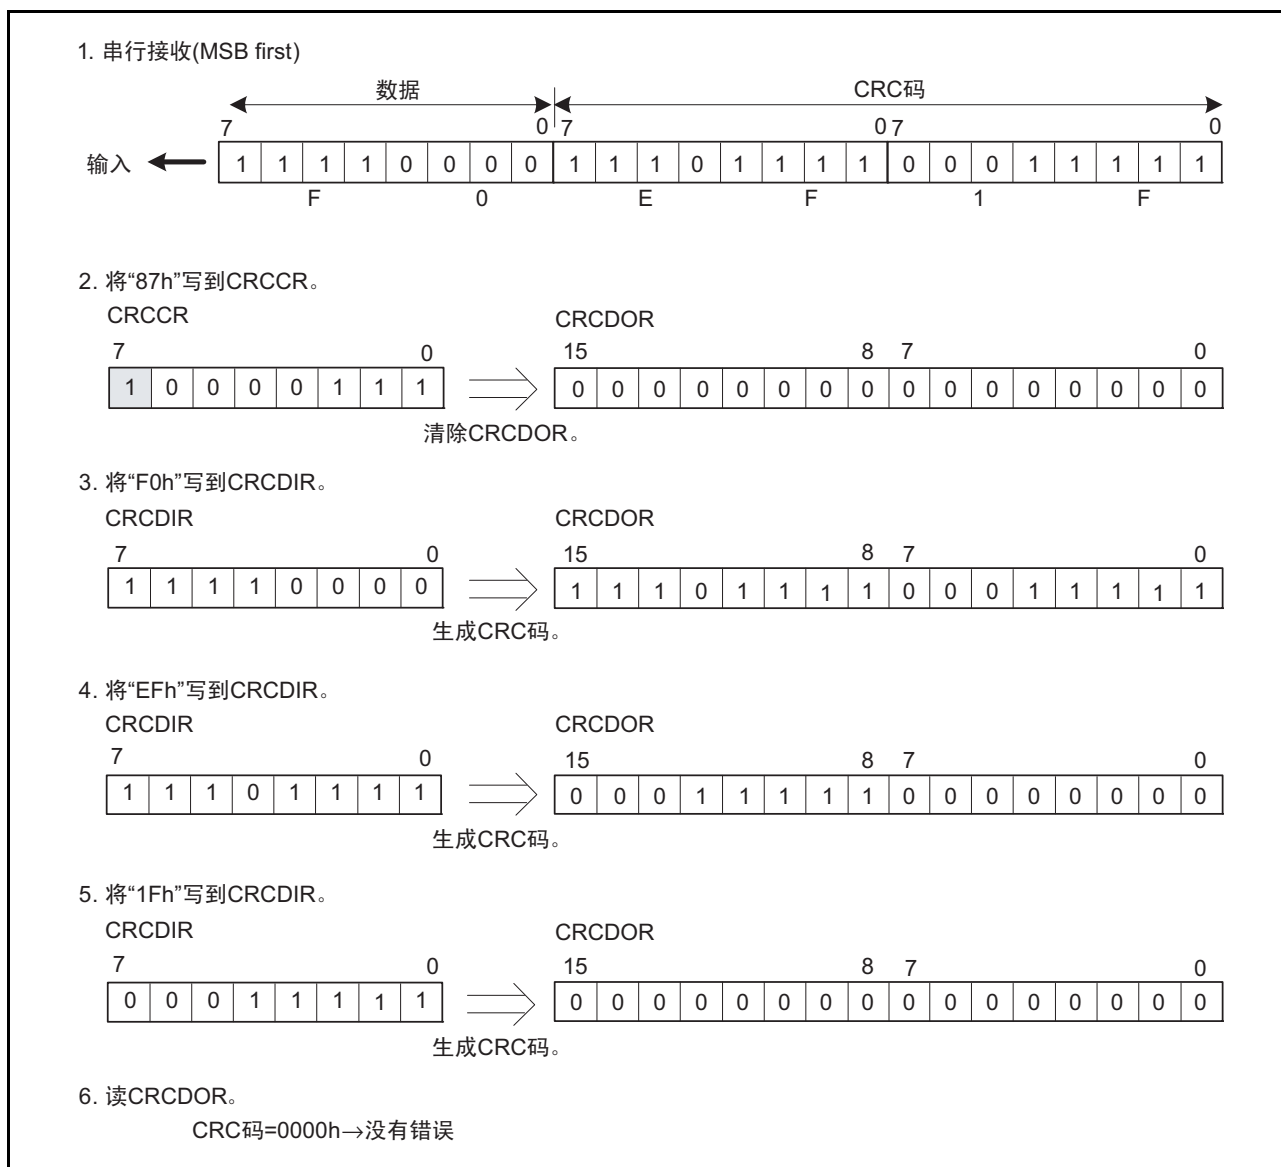 1. 串行接收(MSB first)
数据 CRC码
7 0 7 0 7 0
输入 1 1 1 1 0 0 0 0 1 1 1 0 1 1 1 1 0 0 0 1 1 1 1 1
F 0 E F 1 F
2. 将“87h”写到CRCCR。
CRCCR CRCDOR
7 0 15 8 7 0
1 0 0 0 0 1 1 1 0 0 0 0 0 0 0 0 0 0 0 0 0 0 0 0
清除CRCDOR。
3. 将“F0h”写到CRCDIR。
CRCDIR CRCDOR
7 0 15 8 7 0
1 1 1 1 0 0 0 0 1 1 1 0 1 1 1 1 0 0 0 1 1 1 1 1
生成CRC码。
4. 将“EFh”写到CRCDIR。
CRCDIR CRCDOR
7 0 15 8 7 0
1 1 1 0 1 1 1 1 0 0 0 1 1 1 1 1 0 0 0 0 0 0 0 0
生成CRC码。
5. 将“1Fh”写到CRCDIR。
CRCDIR CRCDOR
7 0 15 8 7 0
0 0 0 1 1 1 1 1 0 0 0 0 0 0 0 0 0 0 0 0 0 0 0 0
生成CRC码。
6. 读CRCDOR。
CRC码=0000h→没有错误